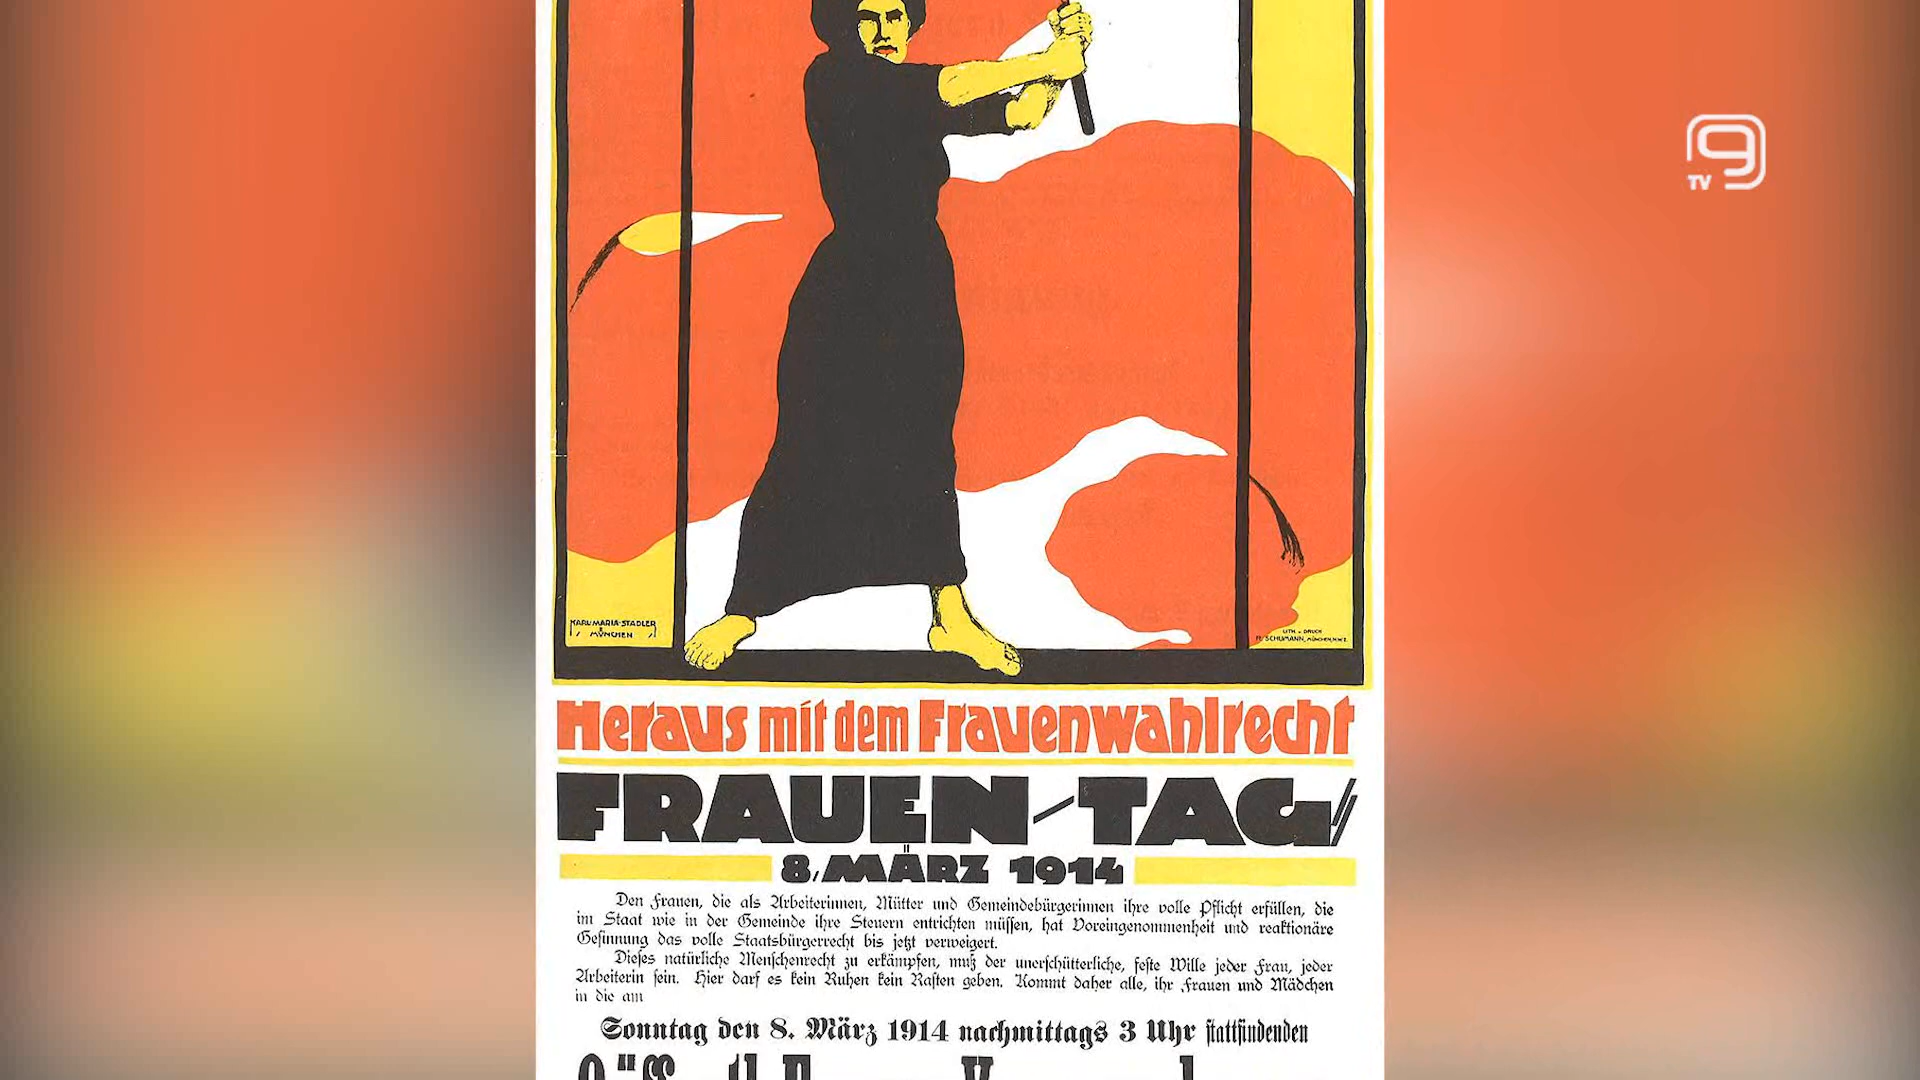 TV 9
KARL MARIA STADLER
MÜNCHEN
LITH. u. DRUCK
SCHUMANN, MÜNCHEN
Heraus mit dem Frauenwahlrecht
FRAUEN-TAG
8. MÄRZ 1914
Den Frauen, die als Arbeiterinnen, Mütter und Gemeindebürgerinnen ihre volle Pflicht erfüllen, die
im Staat wie in der Gemeinde ihre Steuern entrichten müssen, hat Voreingenommenheit und reaktionäre
Gesinnung das volle Staatsbürgerrecht bis jetzt verweigert.
Dieses natürliche Menschenrecht zu erkämpfen, muß der unerschütterliche, feste Wille jeder Frau, jeder
Arbeiterin sein. Hier darf es kein Ruhen kein Rasten geben. Kommt daher alle, ihr Frauen und Mädchen
in die am
Sonntag den 8. März 1914 nachmittags 3 Uhr stattfindenden